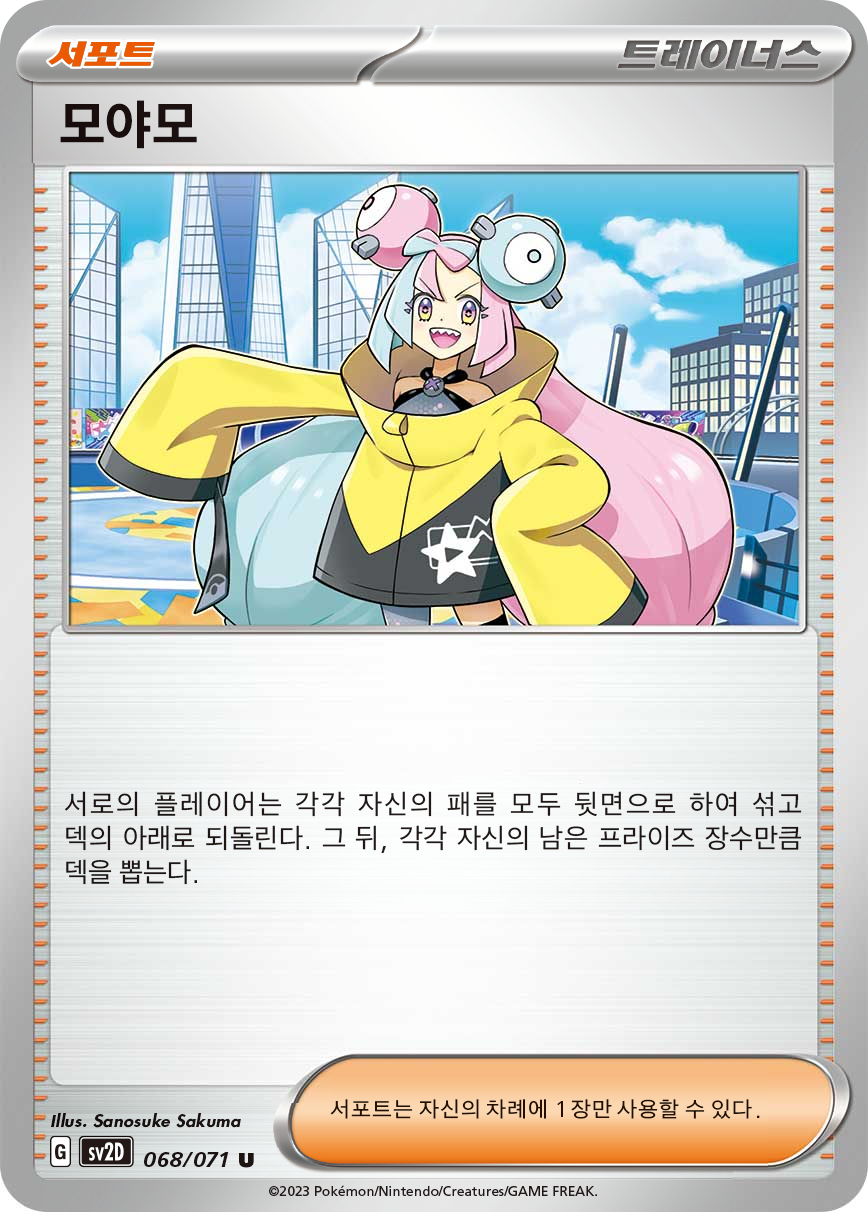 서포트
트레이너스
모야모
서로의 플레이어는 각각 자신의 패를 모두 뒷면으로 하여 섞고
덱의 아래로 되돌린다. 그 뒤, 각각 자신의 남은 프라이즈 장수만큼
덱을 뽑는다.
서포트는 자신의 차례에 1장만 사용할 수 있다.
Illus. Sanosuke Sakuma
G SV2D 068/071 U
©2023 Pokémon/Nintendo/Creatures/GAME FREAK.